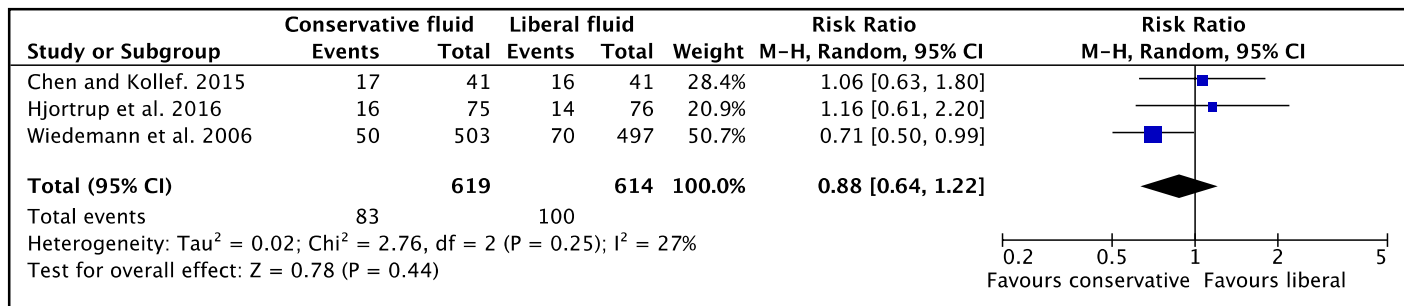 Conservative fluid Liberal fluid Risk Ratio Risk Ratio
Study or Subgroup Events Total Events Total Weight M-H, Random, 95% CI M-H, Random, 95% CI
Chen and Kollef. 2015 17 41 16 41 28.4% 1.06 [0.63, 1.80]
Hjortrup et al. 2016 16 75 14 76 20.9% 1.16 [0.61, 2.20]
Wiedemann et al. 2006 50 503 70 497 50.7% 0.71 [0.50, 0.99]
Total (95% CI) 619 614 100.0% 0.88 [0.64, 1.22]
Total events 83 100
Heterogeneity: Tau² = 0.02; Chi² = 2.76, df = 2 (P = 0.25); I² = 27%
Test for overall effect: Z = 0.78 (P = 0.44)
0.2 0.5 1 2 5
Favours conservative Favours liberal